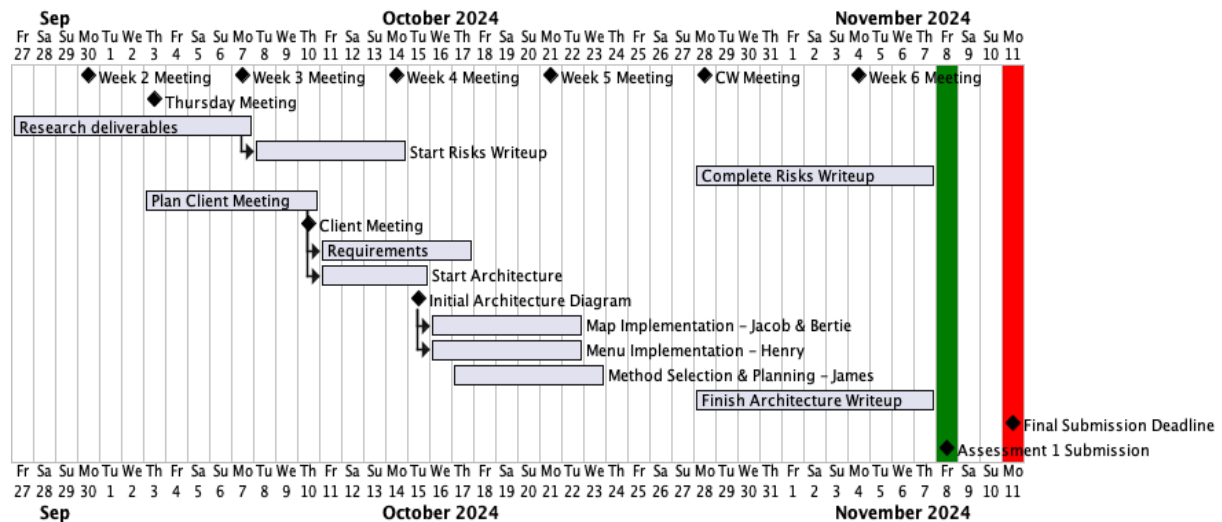 Sep October 2024 November 2024
Fr Sa Su Mo Tu We Th Fr Sa Su Mo Tu We Th Fr Sa Su Mo Tu We Th Fr Sa Su Mo Tu We Th Fr Sa Su Mo Tu We Th Fr Sa Su Mo Tu We Th Fr Sa Su Mo
27 28 29 30 1 2 3 4 5 6 7 8 9 10 11 12 13 14 15 16 17 18 19 20 21 22 23 24 25 26 27 28 29 30 31 1 2 3 4 5 6 7 8 9 10 11
Week 2 Meeting Week 3 Meeting Week 4 Meeting Week 5 Meeting CW Meeting Week 6 Meeting
Thursday Meeting
Research deliverables
Start Risks Writeup
Complete Risks Writeup
Plan Client Meeting
Client Meeting
Requirements
Start Architecture
Initial Architecture Diagram
Map Implementation – Jacob & Bertie
Menu Implementation – Henry
Method Selection & Planning – James
Finish Architecture Writeup
Final Submission Deadline
Assessment 1 Submission
Fr Sa Su Mo Tu We Th Fr Sa Su Mo Tu We Th Fr Sa Su Mo Tu We Th Fr Sa Su Mo Tu We Th Fr Sa Su Mo Tu We Th Fr Sa Su Mo Tu We Th Fr Sa Su Mo
27 28 29 30 1 2 3 4 5 6 7 8 9 10 11 12 13 14 15 16 17 18 19 20 21 22 23 24 25 26 27 28 29 30 31 1 2 3 4 5 6 7 8 9 10 11
Sep October 2024 November 2024